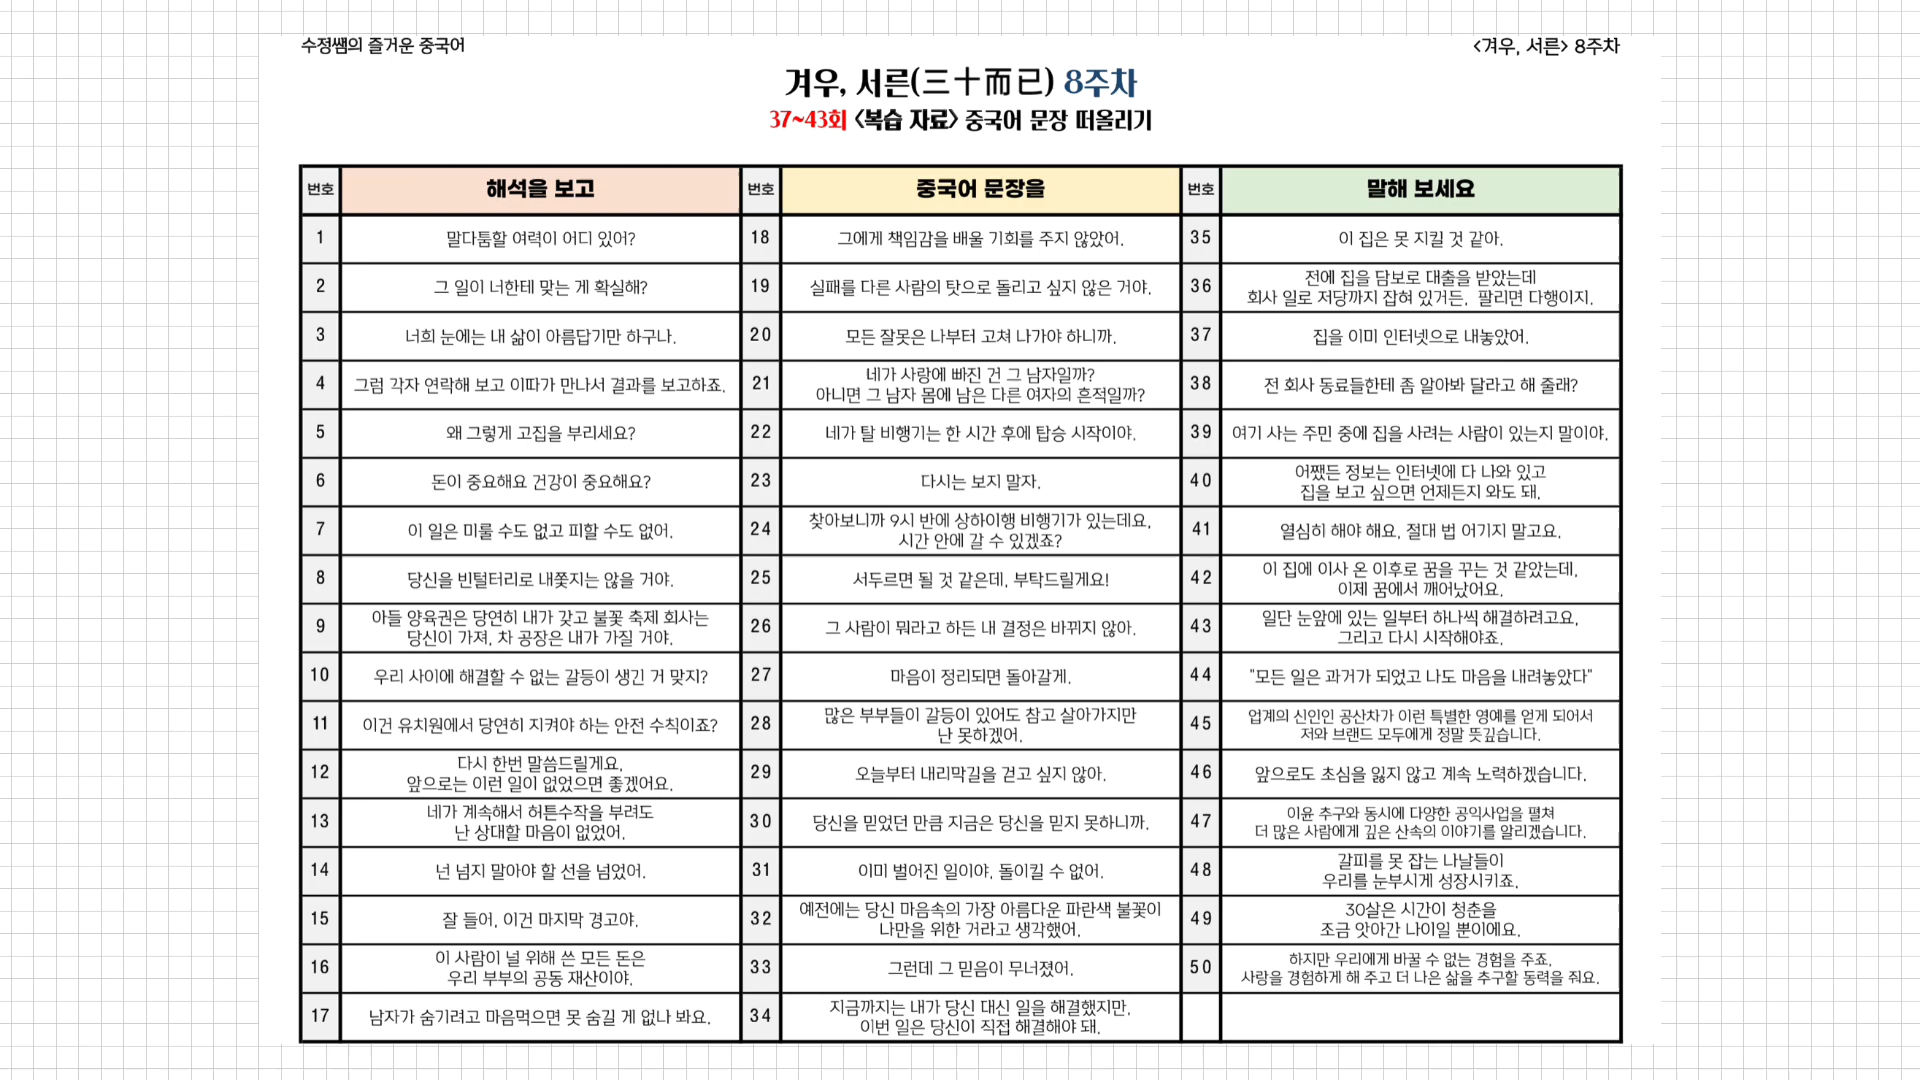 수정쌤의 즐거운 중국어
<겨우, 서른> 8주차
겨우, 서른(三十而已) 8주차
37~43회 <복습 자료> 중국어 문장 떠올리기
번호 해석을 보고 번호 중국어 문장을 번호 말해 보세요
1 말다툼할 여력이 어디 있어?
2 그 일이 너한테 맞는 게 확실해?
3 너희 눈에는 내 삶이 아름답기만 하구나.
4 그럼 각자 연락해 보고 이따가 만나서 결과를 보고하죠.
5 왜 그렇게 고집을 부리세요?
6 돈이 중요해요 건강이 중요해요?
7 이 일은 미룰 수도 없고 피할 수도 없어.
8 당신을 빈털터리로 내쫓지는 않을 거야.
9 아들 양육권은 당연히 내가 갖고 불꽃 축제 회사는
당신이 가져, 차 공장은 내가 가질 거야.
10 우리 사이에 해결할 수 없는 갈등이 생긴 거 맞지?
11 이건 유치원에서 당연히 지켜야 하는 안전 수칙이죠?
12 다시 한번 말씀드릴게요,
앞으로는 이런 일이 없었으면 좋겠어요.
13 네가 계속해서 허튼수작을 부려도
난 상대할 마음이 없었어.
14 넌 넘지 말아야 할 선을 넘었어.
15 잘 들어, 이건 마지막 경고야.
16 이 사람이 널 위해 쓴 모든 돈은
우리 부부의 공동 재산이야.
17 남자가 숨기려고 마음먹으면 못 숨길 게 없나 봐요.
18 그에게 책임감을 배울 기회를 주지 않았어.
19 실패를 다른 사람의 탓으로 돌리고 싶지 않은 거야.
20 모든 잘못은 나부터 고쳐 나가야 하니까.
21 네가 사랑에 빠진 건 그 남자일까?
아니면 그 남자 몸에 남은 다른 여자의 흔적일까?
22 네가 탈 비행기는 한 시간 후에 탑승 시작이야.
23 다시는 보지 말자.
24 찾아보니까 9시 반에 상하이행 비행기가 있는데요,
시간 안에 갈 수 있겠죠?
25 서두르면 될 것 같은데, 부탁드릴게요!
26 그 사람이 뭐라고 하든 내 결정은 바뀌지 않아.
27 마음이 정리되면 돌아갈게.
28 많은 부부들이 갈등이 있어도 참고 살아가지만
난 못하겠어.
29 오늘부터 내리막길을 걷고 싶지 않아.
30 당신을 믿었던 만큼 지금은 당신을 믿지 못하니까.
31 이미 벌어진 일이야, 돌이킬 수 없어.
32 예전에는 당신 마음속의 가장 아름다운 파란색 불꽃이
나만을 위한 거라고 생각했어.
33 그런데 그 믿음이 무너졌어.
34 지금까지는 내가 당신 대신 일을 해결했지만,
이번 일은 당신이 직접 해결해야 돼.
35 이 집은 못 지킬 것 같아.
36 전에 집을 담보로 대출을 받았는데
회사 일로 저당까지 잡혀 있거든, 팔리면 다행이지.
37 집을 이미 인터넷으로 내놓았어.
38 전 회사 동료들한테 좀 알아봐 달라고 해 줄래?
39 여기 사는 주민 중에 집을 사려는 사람이 있는지 말이야.
40 어쨌든 정보는 인터넷에 다 나와 있고
집을 보고 싶으면 언제든지 와도 돼.
41 열심히 해야 해요, 절대 법 어기지 말고요.
42 이 집에 이사 온 이후로 꿈을 꾸는 것 같았는데,
이제 꿈에서 깨어났어요.
43 일단 눈앞에 있는 일부터 하나씩 해결하려고요,
그리고 다시 시작해야죠.
44 "모든 일은 과거가 되었고 나도 마음을 내려놓았다"
45 업계의 신인인 공산차가 이런 특별한 영예를 얻게 되어서
저와 브랜드 모두에게 정말 뜻깊습니다.
46 앞으로도 초심을 잃지 않고 계속 노력하겠습니다.
47 이윤 추구와 동시에 다양한 공익사업을 펼쳐
더 많은 사람에게 깊은 산속의 이야기를 알리겠습니다.
48 갈피를 못 잡는 나날들이
우리를 눈부시게 성장시키죠.
49 30살은 시간이 청춘을
조금 앗아간 나이일 뿐이에요.
50 하지만 우리에게 바꿀 수 없는 경험을 주죠,
사랑을 경험하게 해 주고 더 나은 삶을 추구할 동력을 줘요.